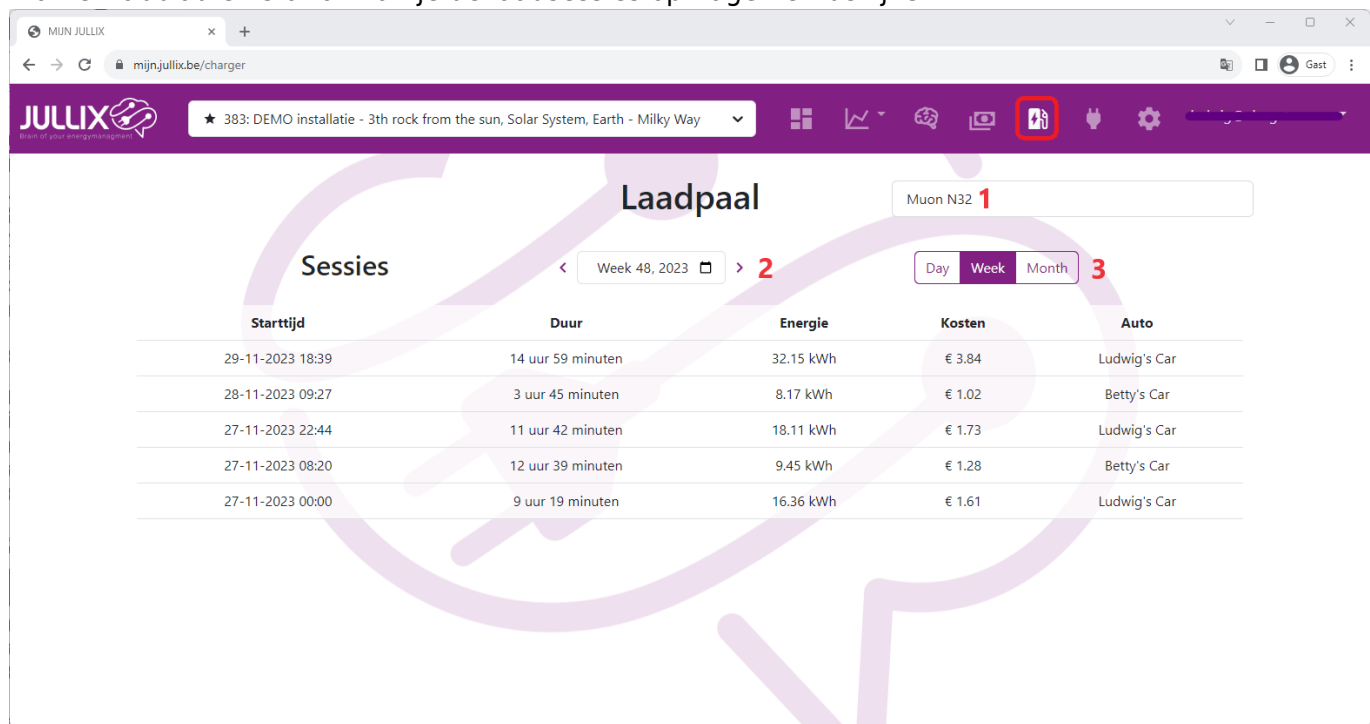 MIJN JULLIX
mijn.jullix.be/charger
Gast
JULLIX
Brain of your energymanagment
★ 383: DEMO installatie - 3th rock from the sun, Solar System, Earth - Milky Way
Laadpaal
Muon N32 1
Sessies
Week 48, 2023 2
Day Week Month 3
Starttijd Duur Energie Kosten Auto
29-11-2023 18:39 14 uur 59 minuten 32.15 kWh € 3.84 Ludwig's Car
28-11-2023 09:27 3 uur 45 minuten 8.17 kWh € 1.02 Betty's Car
27-11-2023 22:44 11 uur 42 minuten 18.11 kWh € 1.73 Ludwig's Car
27-11-2023 08:20 12 uur 39 minuten 9.45 kWh € 1.28 Betty's Car
27-11-2023 00:00 9 uur 19 minuten 16.36 kWh € 1.61 Ludwig's Car